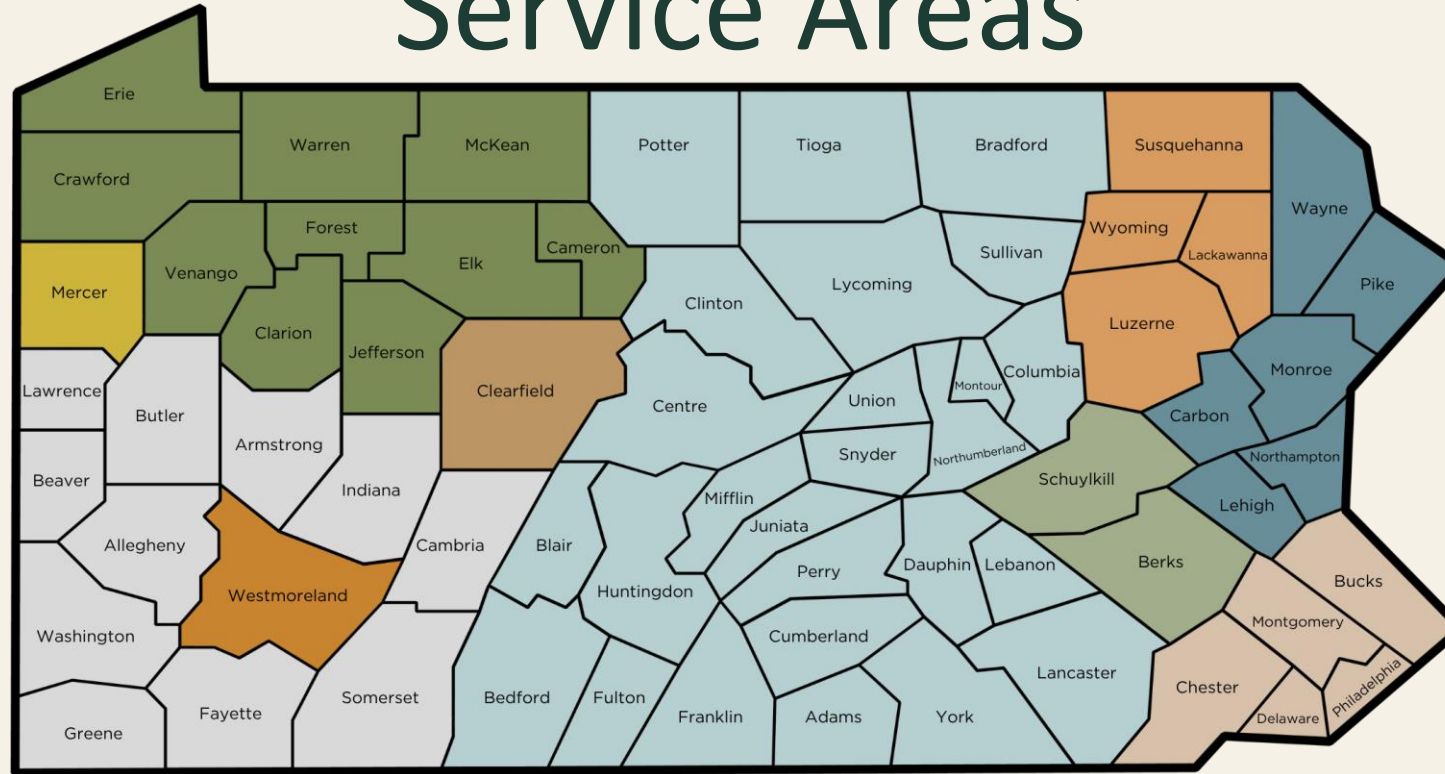 Service Areas
Erie
Warren
McKean
Potter
Tioga
Bradford
Susquehanna
Wayne
Crawford
Forest
Cameron
Elk
Venango
Mercer
Clarion
Jefferson
Clinton
Lycoming
Sullivan
Wyoming
Lackawanna
Pike
Luzerne
Monroe
Lawrence
Butler
Armstrong
Clearfield
Centre
Union
Montour
Columbia
Carbon
Northampton
Beaver
Indiana
Snyder
Northumberland
Schuylkill
Lehigh
Allegheny
Cambria
Blair
Mifflin
Juniata
Huntingdon
Perry
Dauphin
Lebanon
Berks
Bucks
Westmoreland
Washington
Cumberland
Montgomery
Greene
Fayette
Somerset
Bedford
Fulton
Franklin
Adams
York
Lancaster
Chester
Delaware
Philadelphia